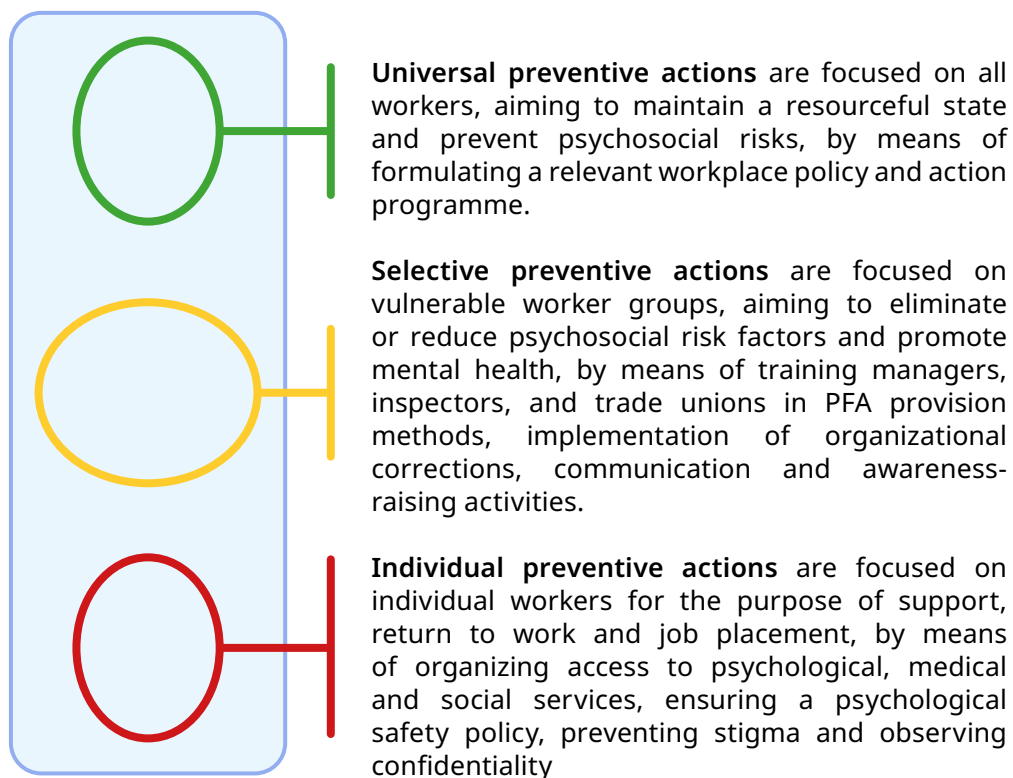 Universal preventive actions are focused on all
workers, aiming to maintain a resourceful state
and prevent psychosocial risks, by means of
formulating a relevant workplace policy and action
programme.
Selective preventive actions are focused on
vulnerable worker groups, aiming to eliminate
or reduce psychosocial risk factors and promote
mental health, by means of training managers,
inspectors, and trade unions in PFA provision
methods, implementation of organizational
corrections, communication and awareness-
raising activities.
Individual preventive actions are focused on
individual workers for the purpose of support,
return to work and job placement, by means
of organizing access to psychological, medical
and social services, ensuring a psychological
safety policy, preventing stigma and observing
confidentiality